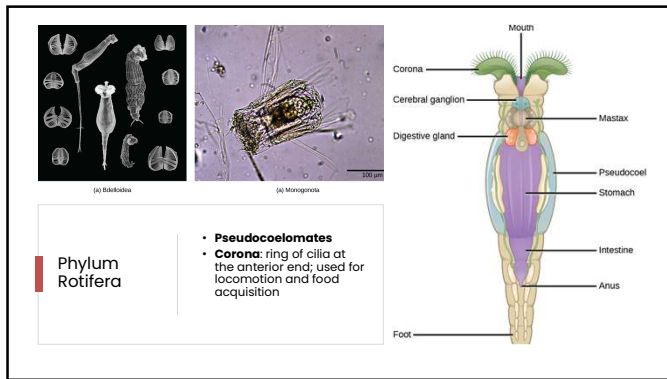 100 µm
(a) Bdelloidea
(a) Monogonota
Phylum
Rotifera
• Pseudocoelomates
• Corona: ring of cilia at
the anterior end; used for
locomotion and food
acquisition
Mouth
Corona
Cerebral ganglion
Mastax
Digestive gland
Pseudocoel
Stomach
Intestine
Anus
Foot